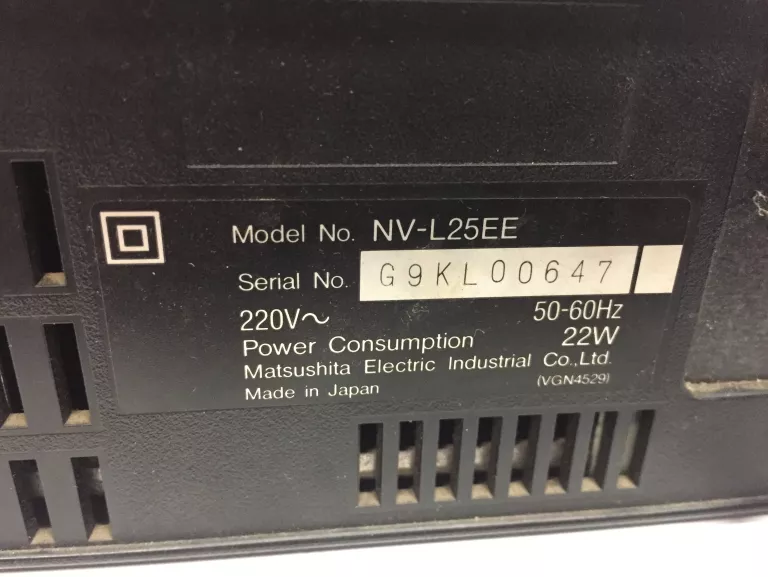 Model No. NV-L25EE
Serial No. G9KL00647
220V～ 50-60Hz
Power Consumption 22W
Matsushita Electric Industrial Co.,Ltd.
Made in Japan (VGN4529)